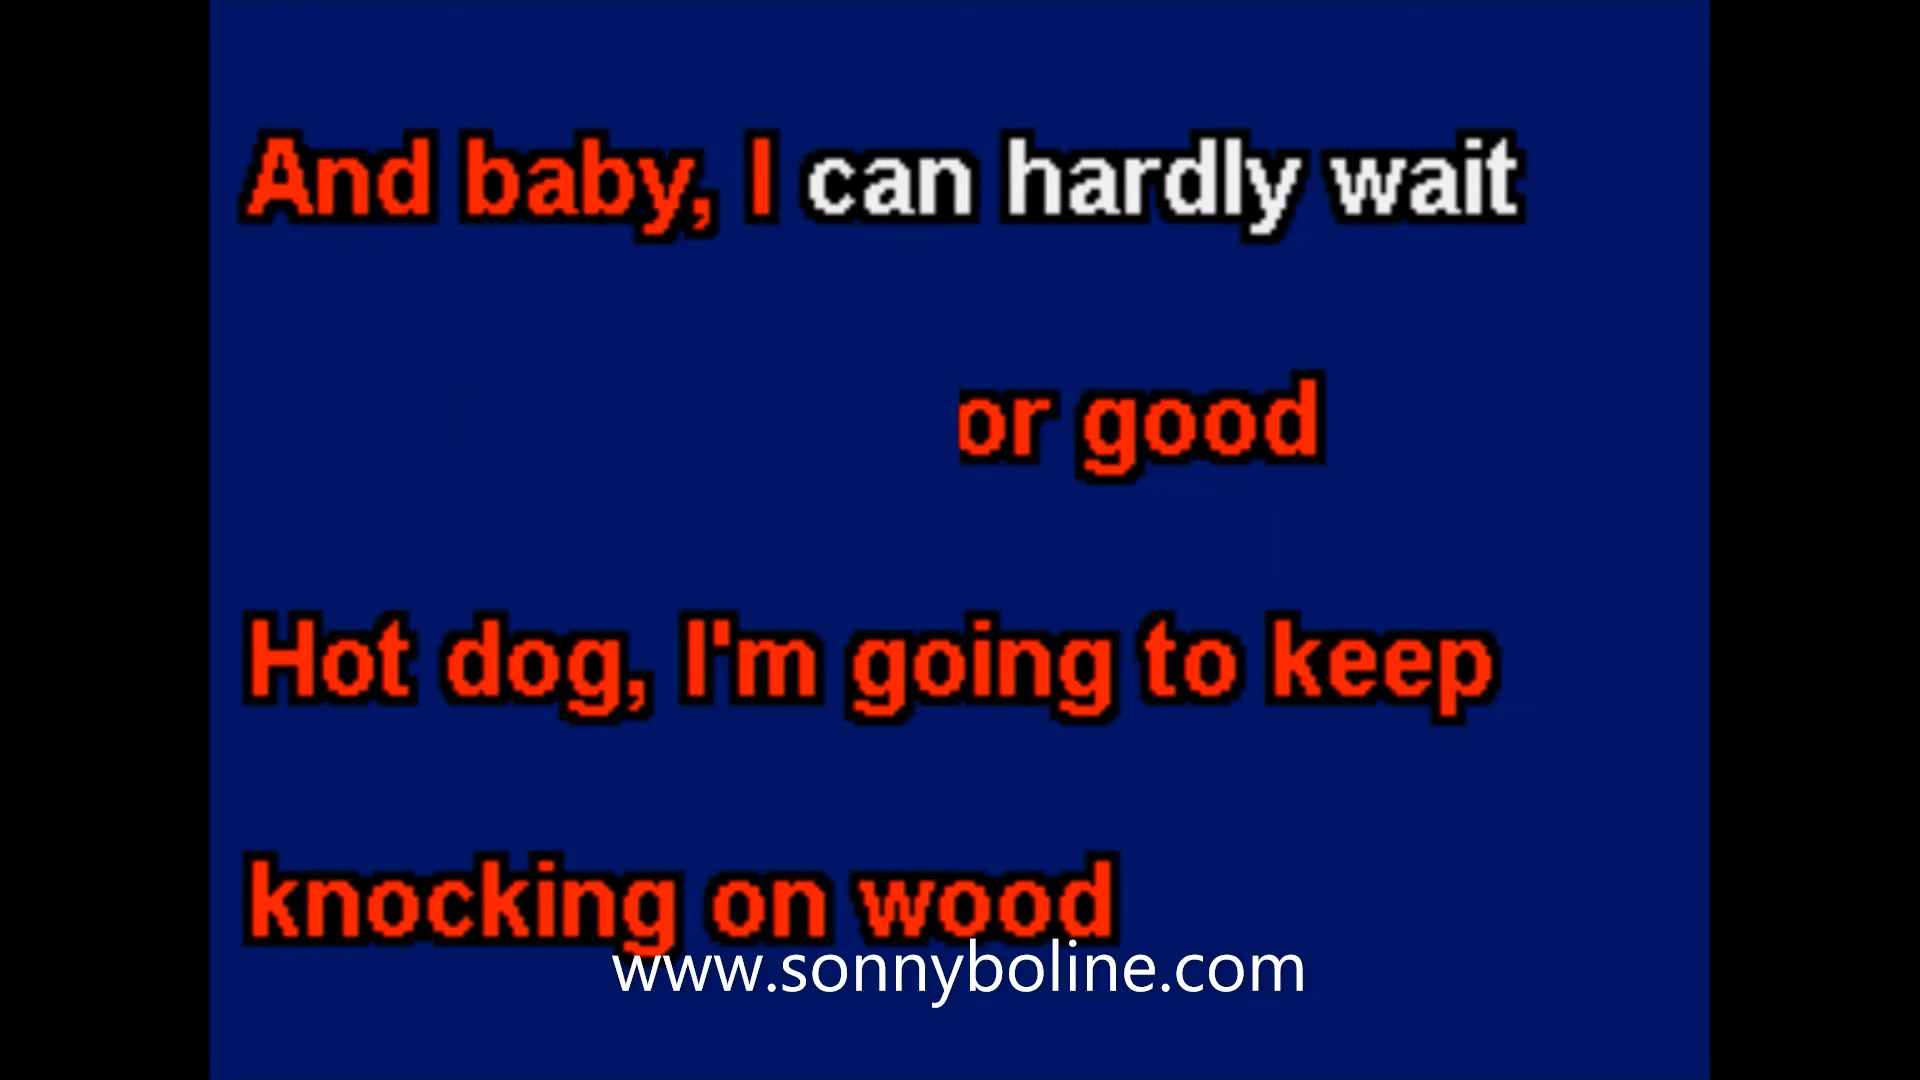 And baby, I can hardly wait
or good
Hot dog, I'm going to keep
knocking on wood
www.sonnyboline.com